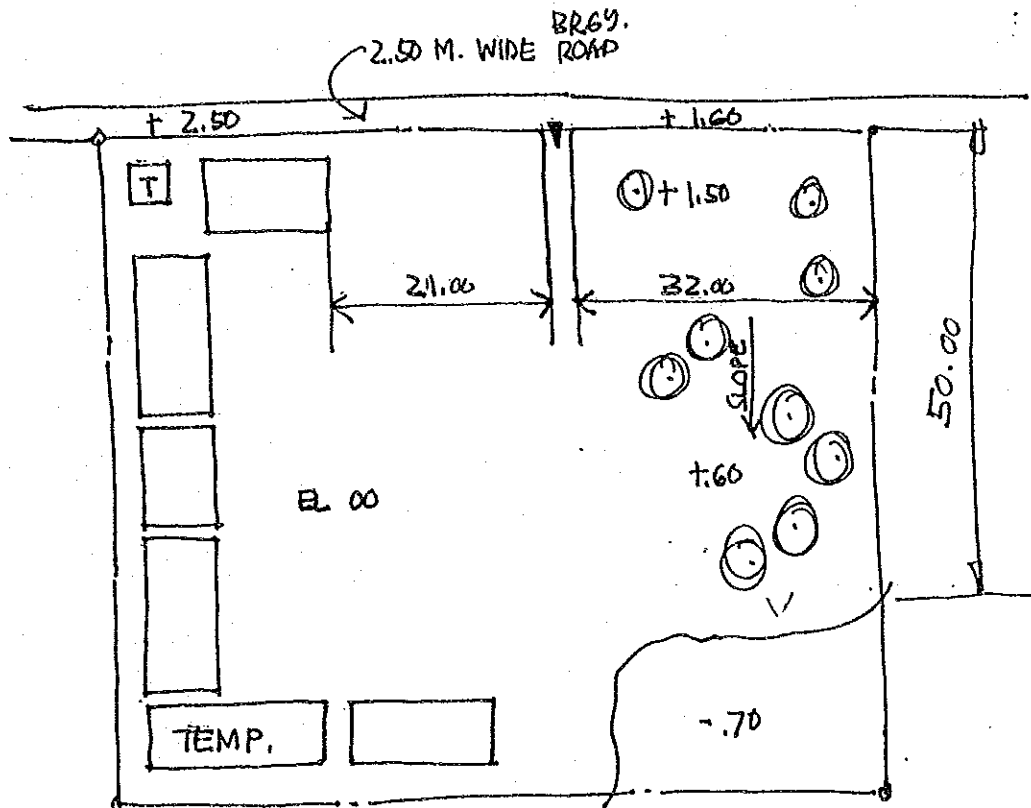 BRGY.
2.50 M. WIDE ROAD
+ 2.50
+ 1.60
T
+ 1.50
21.00
32.00
SLOPE
50.00
+.60
EL 00
TEMP.
-.70